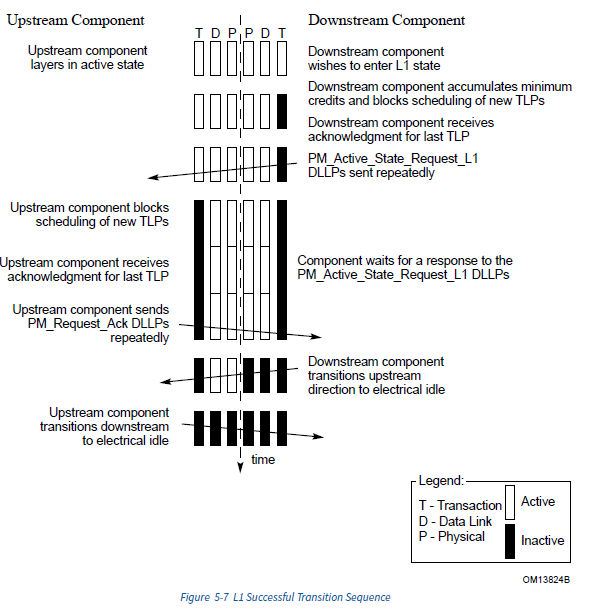 Upstream Component
Downstream Component
T D P P D T
Upstream component
layers in active state
Downstream component
wishes to enter L1 state
Downstream component accumulates minimum
credits and blocks scheduling of new TLPs
Downstream component receives
acknowledgment for last TLP
PM_Active_State_Request_L1
DLLPs sent repeatedly
Upstream component blocks
scheduling of new TLPs
Upstream component receives
acknowledgment for last TLP
Component waits for a response to the
PM_Active_State_Request_L1 DLLPs
Upstream component sends
PM_Request_Ack DLLPs
repeatedly
Downstream component
transitions upstream
direction to electrical idle
Upstream component
transitions downstream
to electrical idle
time
Legend:
T - Transaction
D - Data Link
P - Physical
Active
Inactive
OM13824B
Figure 5-7 L1 Successful Transition Sequence